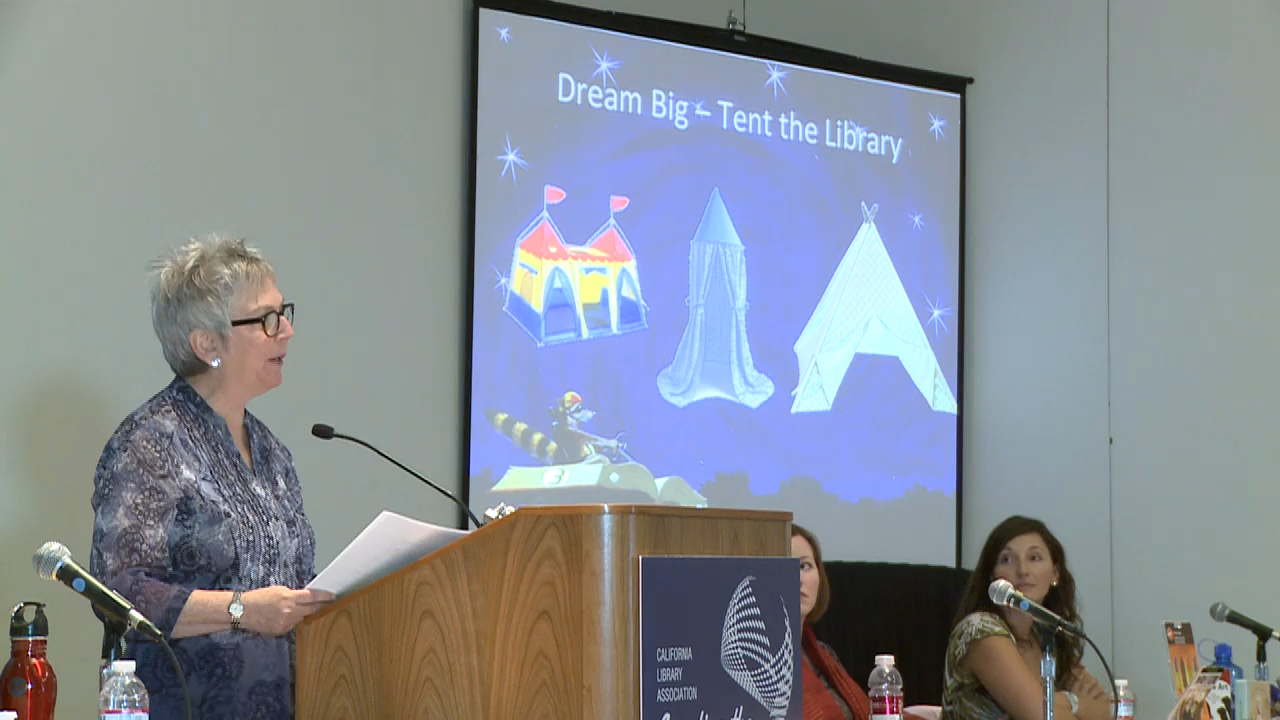 Dream Big – Tent the Library
CALIFORNIA
LIBRARY
ASSOCIATION